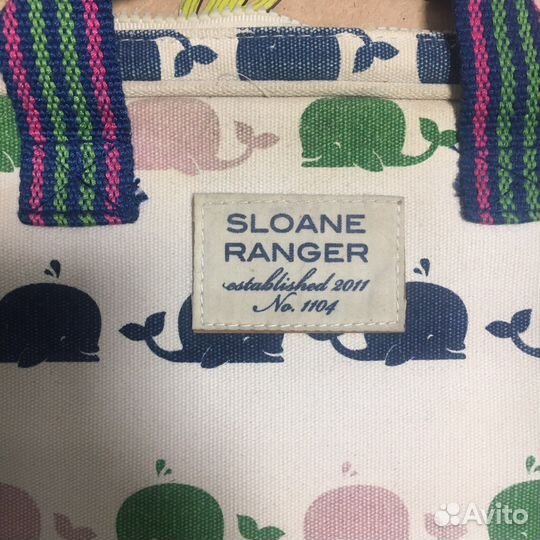 SLOANE
RANGER
established 2011
No. 1104
Avito